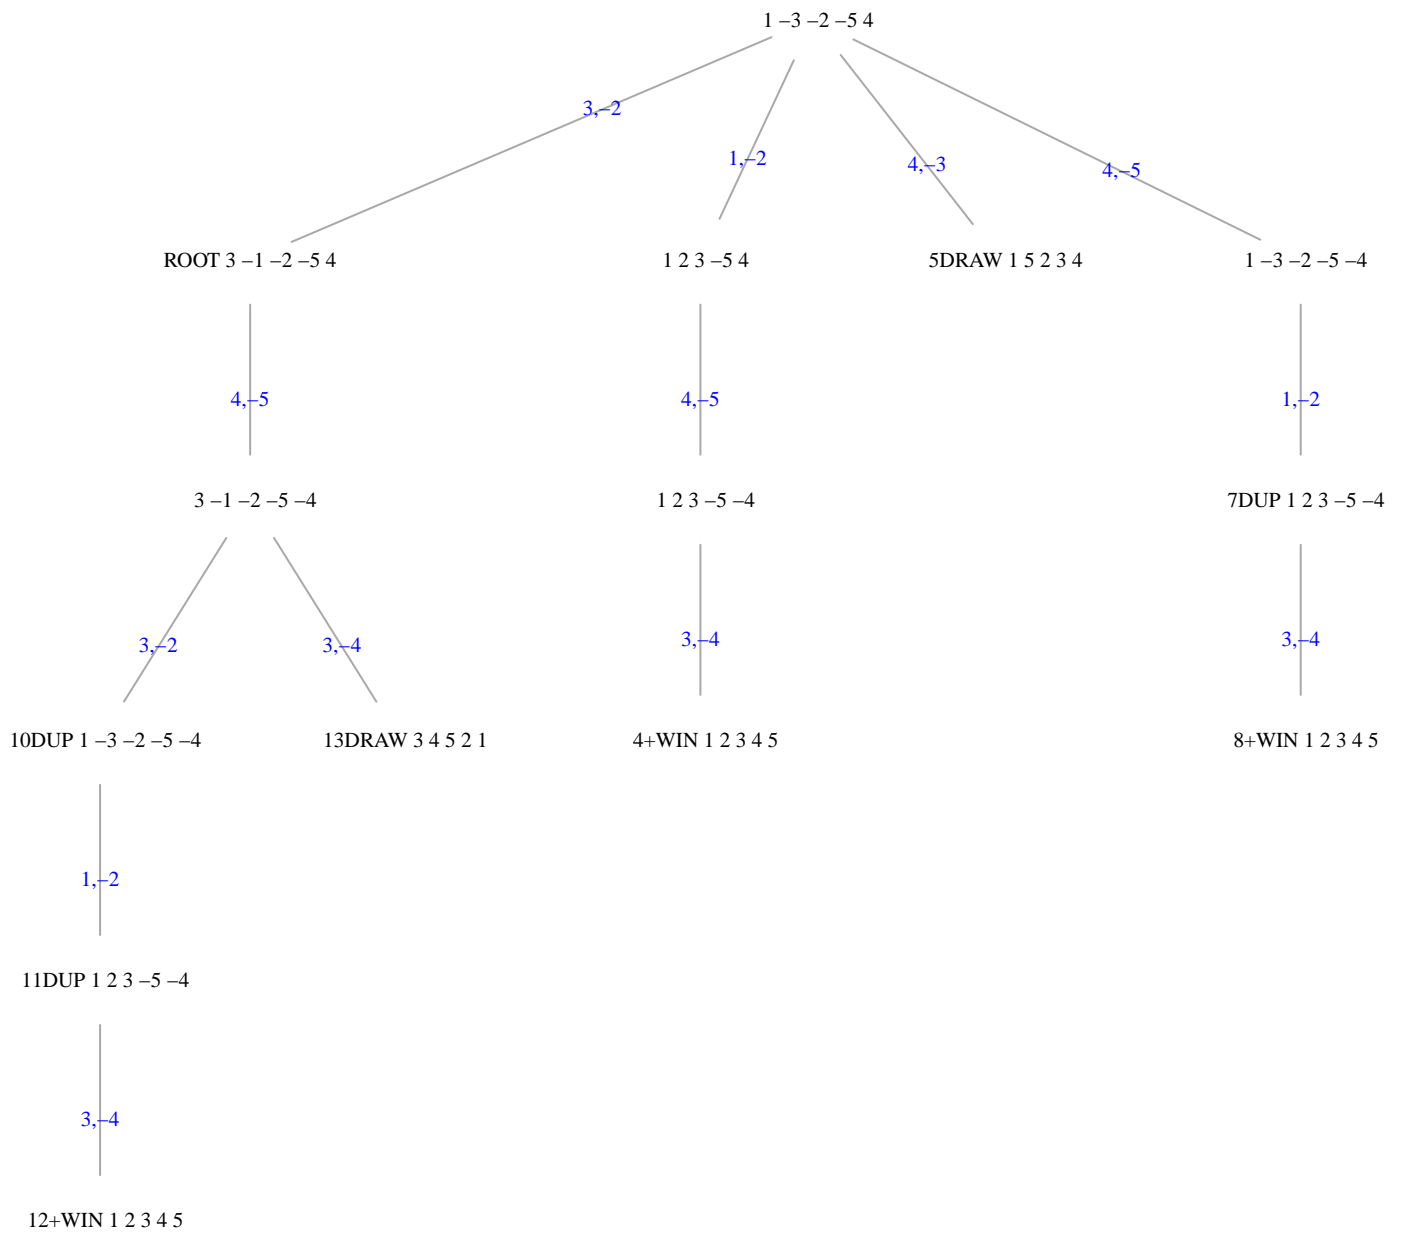 1 –3 –2 –5 4
3,–2
1,–2
4,–3
4,–5
ROOT 3 –1 –2 –5 4
1 2 3 –5 4
5DRAW 1 5 2 3 4
1 –3 –2 –5 –4
4,–5
4,–5
1,–2
3 –1 –2 –5 –4
1 2 3 –5 –4
7DUP 1 2 3 –5 –4
3,–2
3,–4
3,–4
3,–4
10DUP 1 –3 –2 –5 –4
13DRAW 3 4 5 2 1
4+WIN 1 2 3 4 5
8+WIN 1 2 3 4 5
1,–2
11DUP 1 2 3 –5 –4
3,–4
12+WIN 1 2 3 4 5